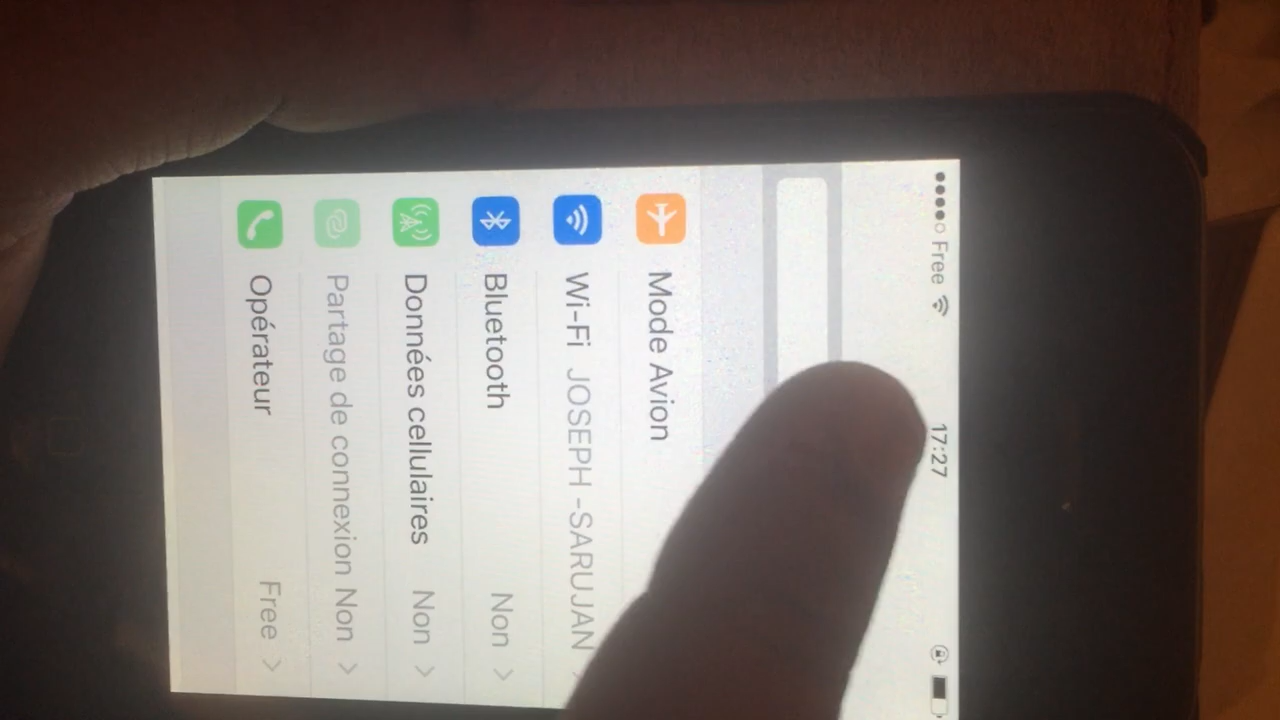 Free 17:27
Mode Avion
Wi-Fi JOSEPH -SARUJAN
Bluetooth Non
Données cellulaires Non
Partage de connexion Non
Opérateur Free